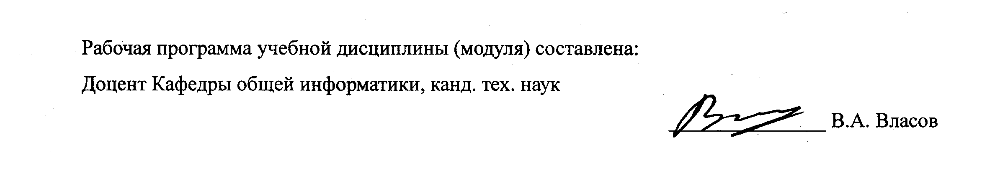 Рабочая программа учебной дисциплины (модуля) составлена:
Доцент Кафедры общей информатики, канд. тех. наук
В.А. Власов